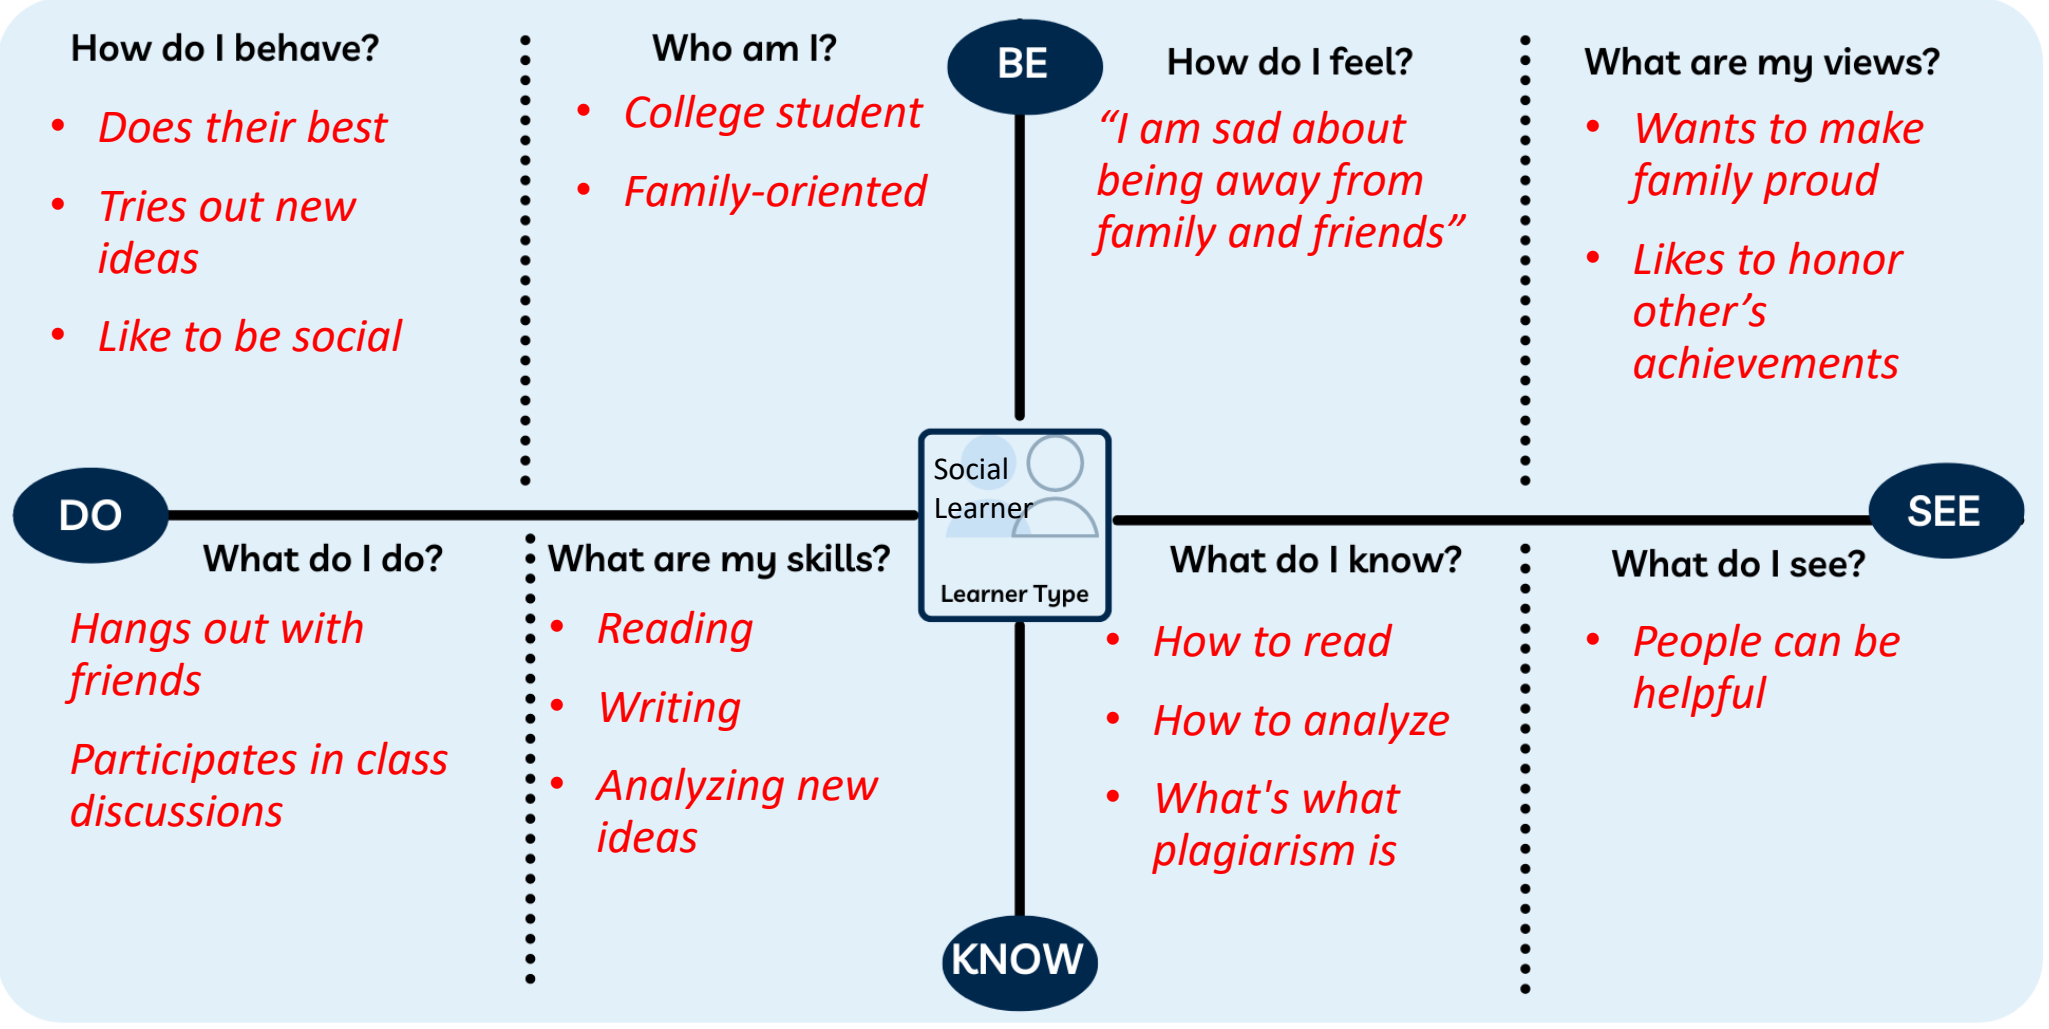 How do I behave?
• Does their best
• Tries out new
ideas
• Like to be social
Who am I?
• College student
• Family-oriented
BE
How do I feel?
“I am sad about
being away from
family and friends”
What are my views?
• Wants to make
family proud
• Likes to honor
other’s
achievements
DO
Social
Learner
Learner Type
SEE
What do I do?
Hangs out with
friends
Participates in class
discussions
What are my skills?
• Reading
• Writing
• Analyzing new
ideas
What do I know?
• How to read
• How to analyze
• What's what
plagiarism is
What do I see?
• People can be
helpful
KNOW